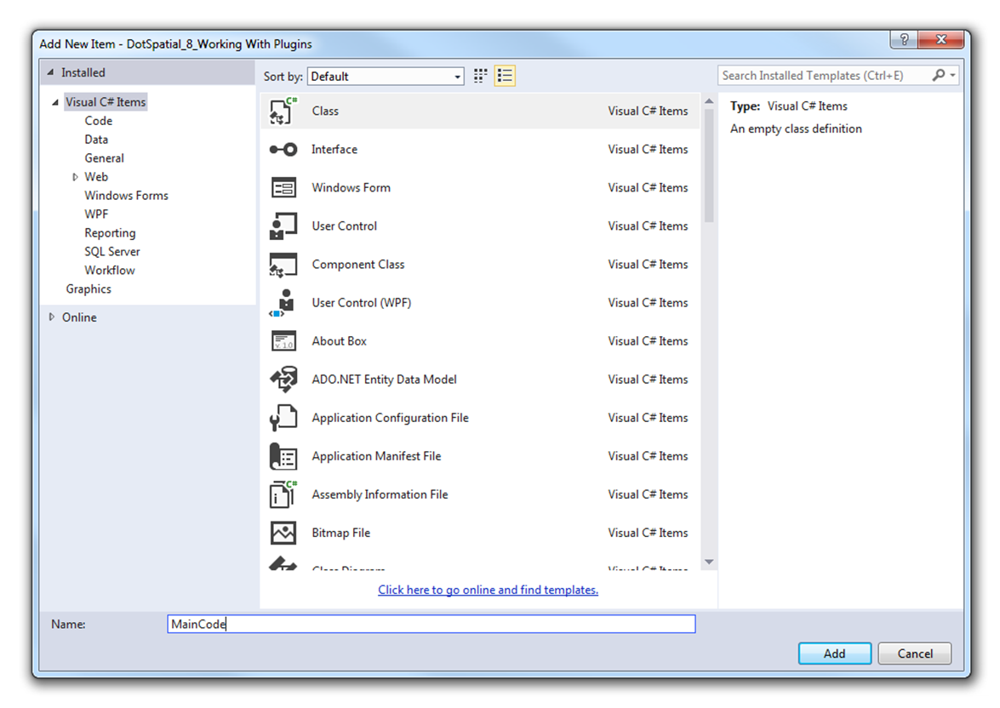 Add New Item - DotSpatial_8_Working With Plugins
Installed
Sort by: Default
Search Installed Templates (Ctrl+E)
Visual C# Items
Code
Data
General
Web
Windows Forms
WPF
Reporting
SQL Server
Workflow
Graphics
Online
Class Visual C# Items
Interface Visual C# Items
Windows Form Visual C# Items
User Control Visual C# Items
Component Class Visual C# Items
User Control (WPF) Visual C# Items
About Box Visual C# Items
ADO.NET Entity Data Model Visual C# Items
Application Configuration File Visual C# Items
Application Manifest File Visual C# Items
Assembly Information File Visual C# Items
Bitmap File Visual C# Items
Class Diagram Visual C# Items
Click here to go online and find templates.
Type: Visual C# Items
An empty class definition
Name: MainCode
Add Cancel